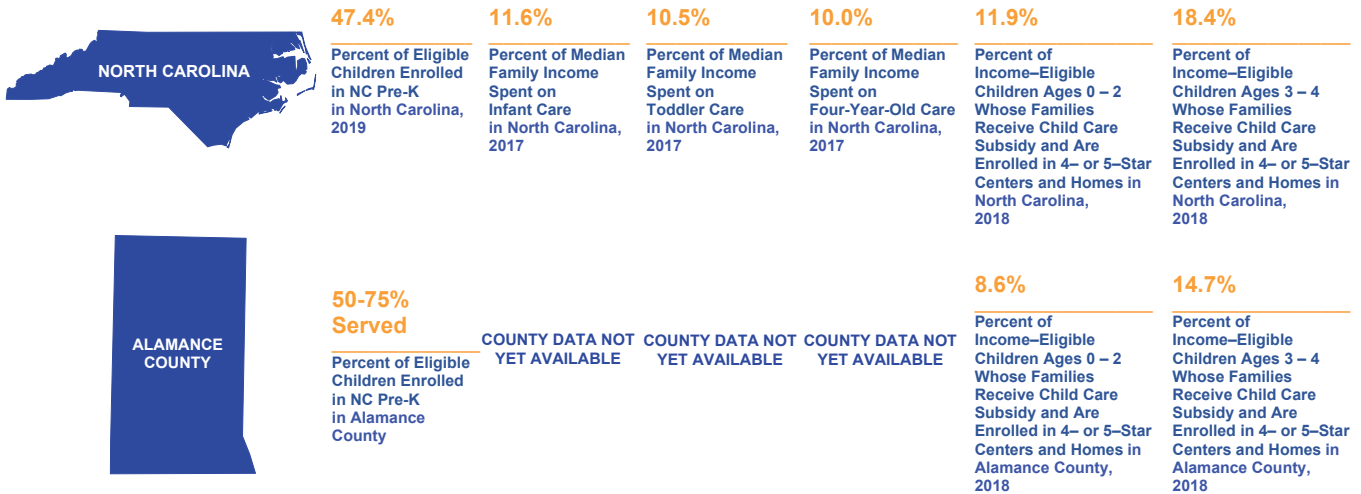 NORTH CAROLINA
47.4%
Percent of Eligible
Children Enrolled
in NC Pre-K
in North Carolina,
2019
11.6%
Percent of Median
Family Income
Spent on
Infant Care
in North Carolina,
2017
10.5%
Percent of Median
Family Income
Spent on
Toddler Care
in North Carolina,
2017
10.0%
Percent of Median
Family Income
Spent on
Four-Year-Old Care
in North Carolina,
2017
11.9%
Percent of
Income–Eligible
Children Ages 0 – 2
Whose Families
Receive Child Care
Subsidy and Are
Enrolled in 4– or 5–Star
Centers and Homes in
North Carolina,
2018
18.4%
Percent of
Income–Eligible
Children Ages 3 – 4
Whose Families
Receive Child Care
Subsidy and Are
Enrolled in 4– or 5–Star
Centers and Homes in
North Carolina,
2018
ALAMANCE
COUNTY
50-75%
Served
Percent of Eligible
Children Enrolled
in NC Pre-K
in Alamance
County
COUNTY DATA NOT
YET AVAILABLE
COUNTY DATA NOT
YET AVAILABLE
COUNTY DATA NOT
YET AVAILABLE
8.6%
Percent of
Income–Eligible
Children Ages 0 – 2
Whose Families
Receive Child Care
Subsidy and Are
Enrolled in 4– or 5–Star
Centers and Homes in
Alamance County,
2018
14.7%
Percent of
Income–Eligible
Children Ages 3 – 4
Whose Families
Receive Child Care
Subsidy and Are
Enrolled in 4– or 5–Star
Centers and Homes in
Alamance County,
2018